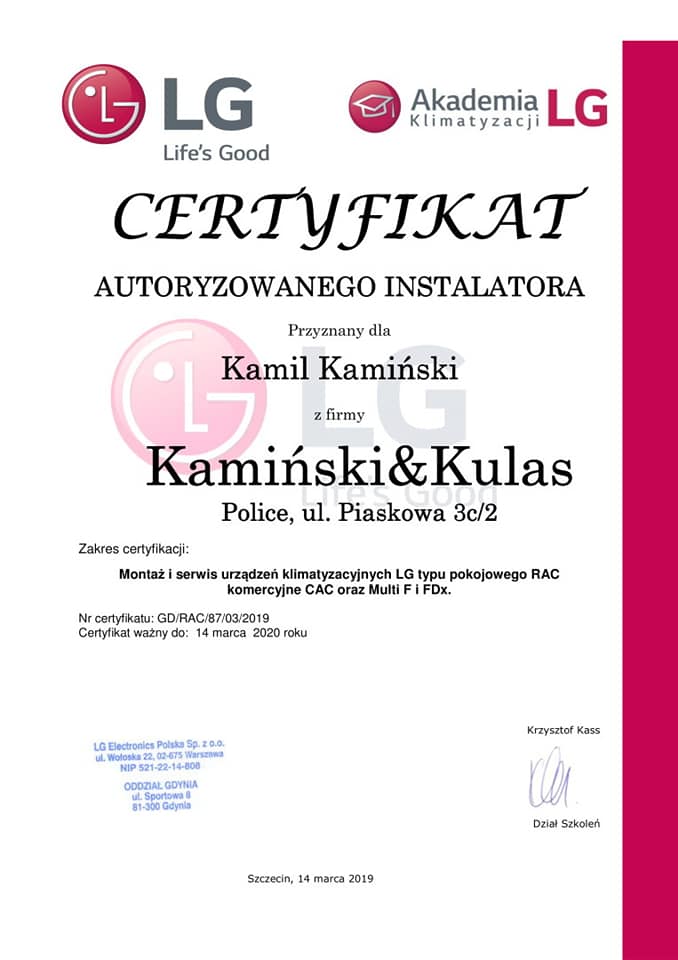 LG
Life's Good
Akademia
Klimatyzacji
LG
CERTYFIKAT
AUTORYZOWANEGO INSTALATORA
Przyznany dla
Kamil Kamiński
z firmy
LG
Kamiński&Kulas
Life's Good
Police, ul. Piaskowa 3c/2
Zakres certyfikacji:
Montaż i serwis urządzeń klimatyzacyjnych LG typu pokojowego RAC
komercyjne CAC oraz Multi F i FDx.
Nr certyfikatu: GD/RAC/87/03/2019
Certyfikat ważny do: 14 marca 2020 roku
Krzysztof Kass
LG Electronics Polska Sp. z o.o.
ul. Wołoska 22, 02-675 Warszawa
NIP 521-22-14-808
ODDZIAŁ GDYNIA
ul. Sportowa 8
81-300 Gdynia
Dział Szkoleń
Szczecin, 14 marca 2019